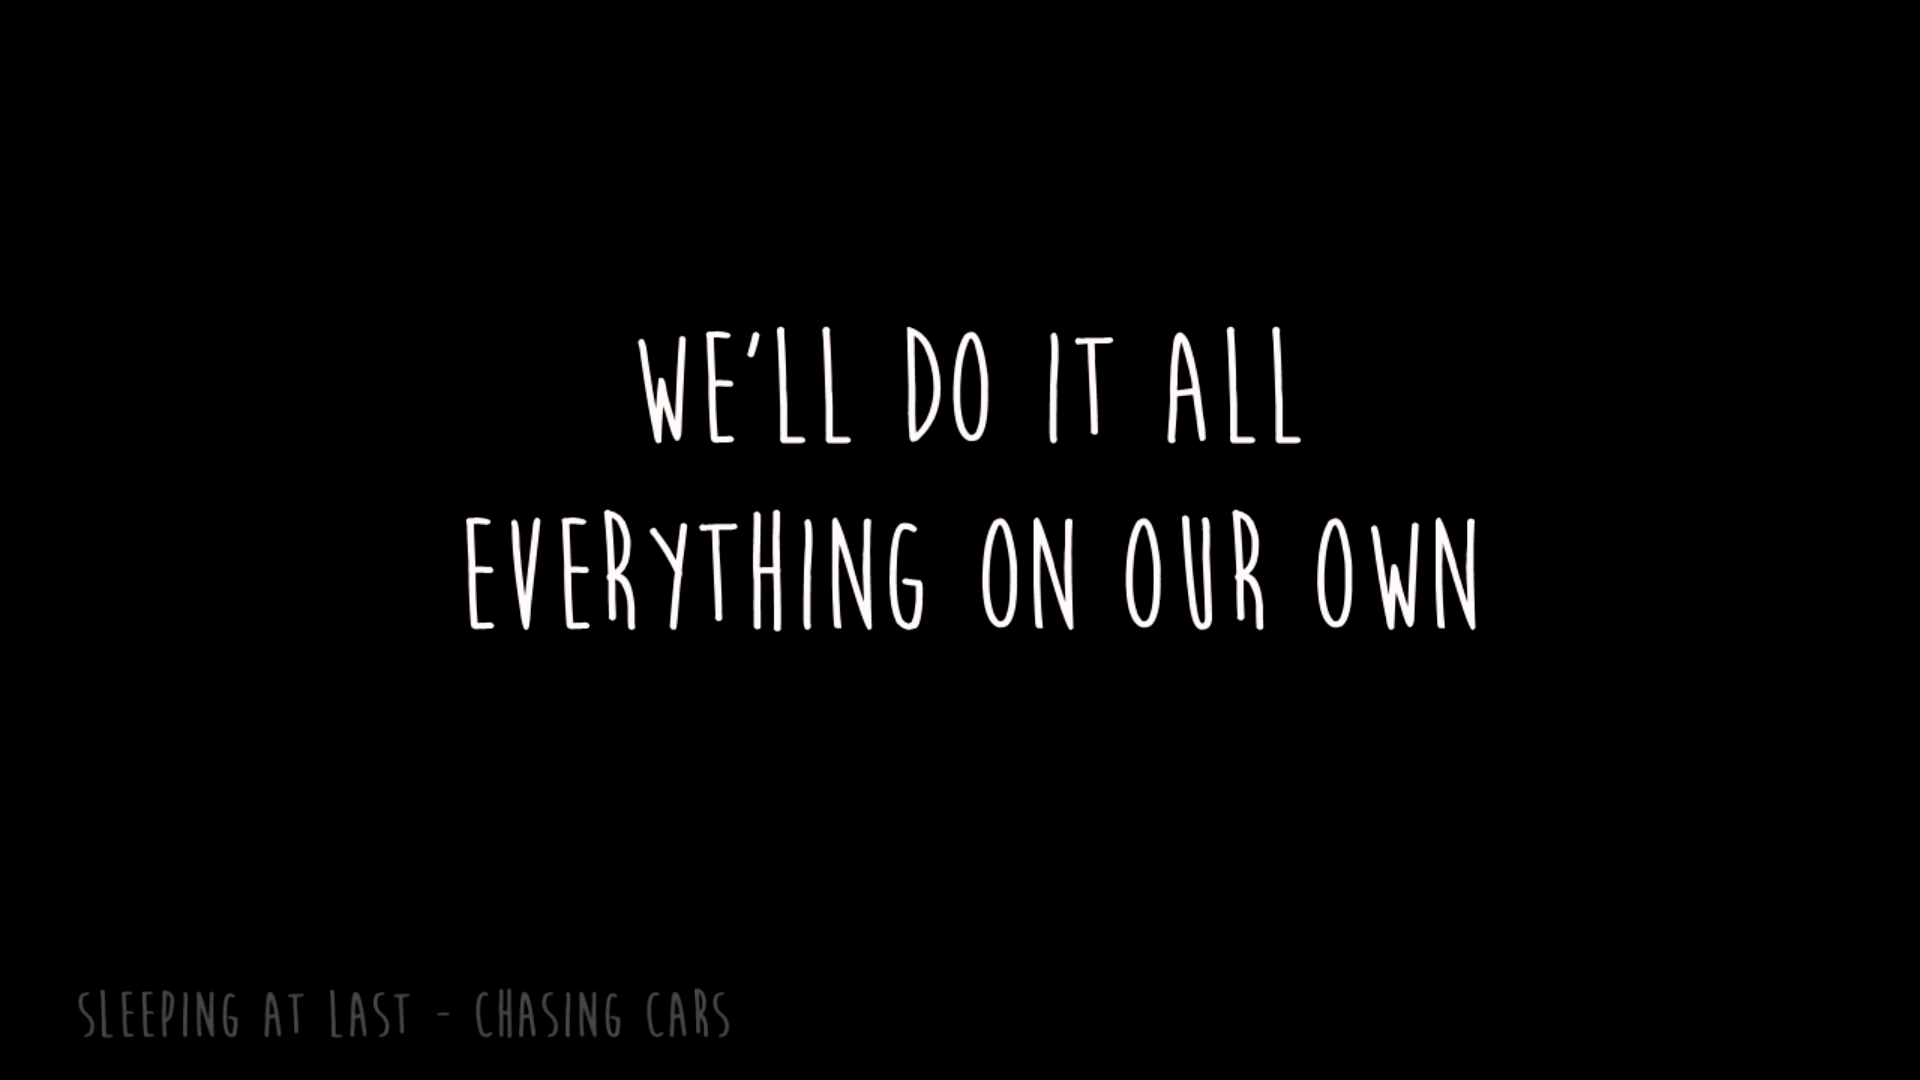 WE'LL DO IT ALL
EVERYTHING ON OUR OWN
SLEEPING AT LAST - CHASING CARS